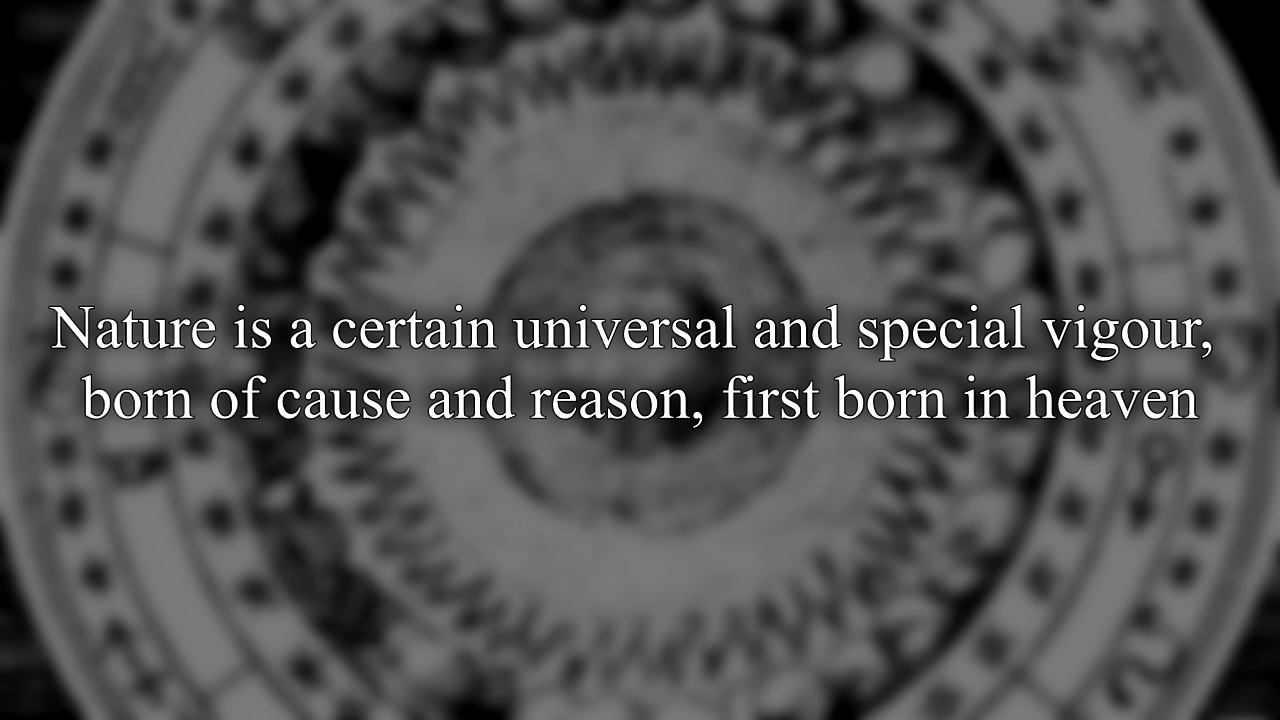 Nature is a certain universal and special vigour,
born of cause and reason, first born in heaven